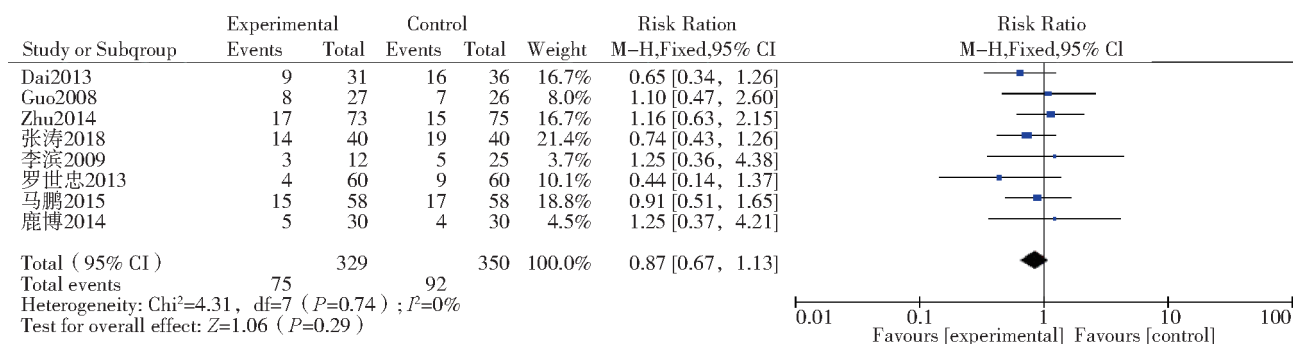 Experimental Control Risk Ration Risk Ratio
Study or Subgroup Events Total Events Total Weight M-H,Fixed,95% CI M-H,Fixed,95% CI
Dai2013 9 31 16 36 16.7% 0.65 [0.34, 1.26]
Guo2008 8 27 7 26 8.0% 1.10 [0.47, 2.60]
Zhu2014 17 73 15 75 16.7% 1.16 [0.63, 2.15]
张涛2018 14 40 19 40 21.4% 0.74 [0.43, 1.26]
李滨2009 3 12 5 25 3.7% 1.25 [0.36, 4.38]
罗世忠2013 4 60 9 60 10.1% 0.44 [0.14, 1.37]
马鹏2015 15 58 17 58 18.8% 0.91 [0.51, 1.65]
鹿博2014 5 30 4 30 4.5% 1.25 [0.37, 4.21]
Total（95% CI） 329 350 100.0% 0.87 [0.67, 1.13]
Total events 75 92
Heterogeneity: Chi²=4.31, df=7（P=0.74）; I²=0%
Test for overall effect: Z=1.06（P=0.29）
0.01 0.1 1 10 100
Favours [experimental] Favours [control]